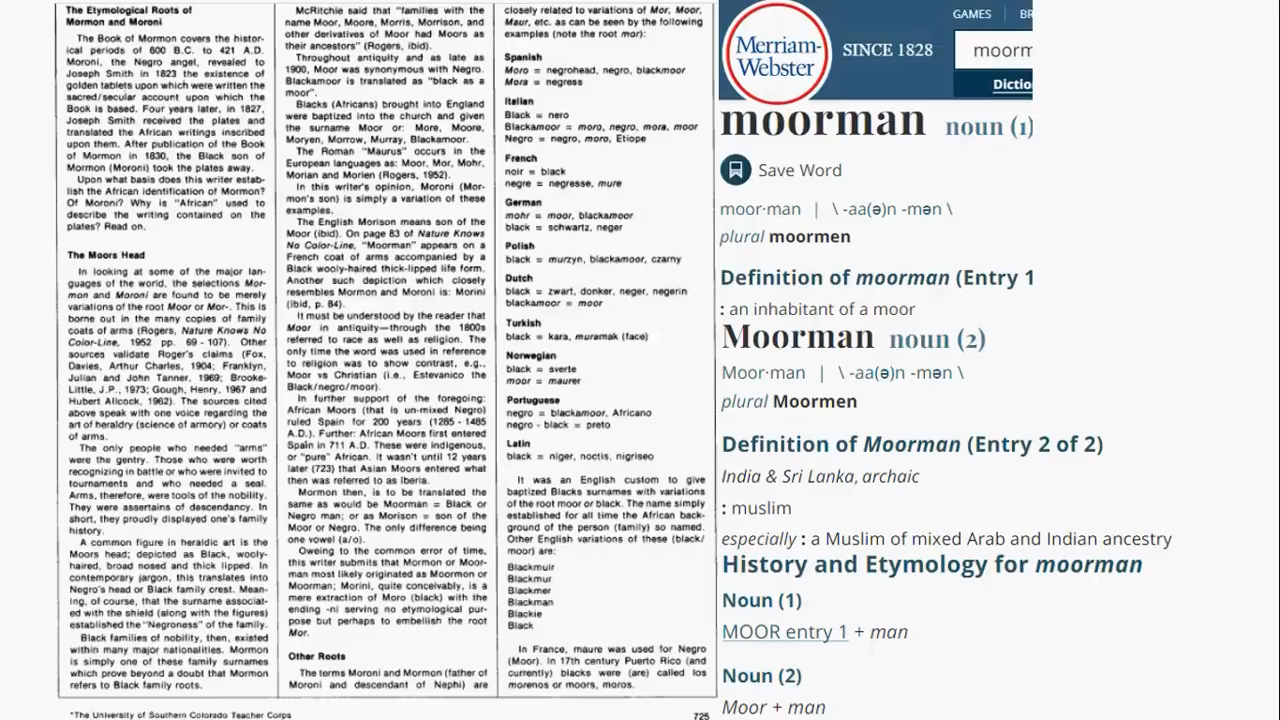 The Etymological Roots of
Mormon and Moroni
The Book of Mormon covers the histor-
ical periods of 600 B.C. to 421 A.D.
Moroni, the Negro angel, revealed to
Joseph Smith in 1823 the existence of
golden tablets upon which were written the
sacred/secular account upon which the
Book is based. Four years later, in 1827,
Joseph Smith received the plates and
translated the African writings inscribed
upon them. After publication of the Book
of Mormon in 1830, the Black son of
Mormon (Moroni) took the plates away.
Upon what basis does this writer estab-
lish the African identification of Mormon?
Of Moroni? Why is "African" used to
describe the writing contained on the
plates? Read on.
The Moors Head
In looking at some of the major lan-
guages of the world, the selections Mor-
mon and Moroni are found to be merely
variations of the root Moor or Mor-. This is
borne out in the many copies of family
coats of arms (Rogers, Nature Knows No
Color-Line, 1952 pp. 69 - 107). Other
sources validate Roger's claims (Fox,
Davies, Arthur Charles, 1904; Franklyn,
Julian and John Tanner, 1969; Brooke-
Little, J.P., 1973; Gough, Henry, 1967 and
Hubert Allcock, 1962). The sources cited
above speak with one voice regarding the
art of heraldry (science of armory) or coats
of arms.
The only people who needed "arms"
were the gentry. Those who were worth
recognizing in battle or who were invited to
tournaments and who needed a seal.
Arms, therefore, were tools of the nobility.
They were assertains of descendancy. In
short, they proudly displayed one's family
history.
A common figure in heraldic art is the
Moors head; depicted as Black, wooly-
haired, broad nosed and thick lipped. In
contemporary jargon, this translates into
Negro's head or Black family crest. Mean-
ing, of course, that the surname associat-
ed with the shield (along with the figures)
established the "Negroness" of the family.
Black families of nobility, then, existed
within many major nationalities. Mormon
is simply one of these family surnames
which prove beyond a doubt that Mormon
refers to Black family roots.
*The University of Southern Colorado Teacher Corps
McRitchie said that "families with the
name Moor, Moore, Morris, Morrison, and
other derivatives of Moor had Moors as
their ancestors" (Rogers, ibid).
Throughout antiquity and as late as
1900, Moor was synonymous with Negro.
Blackamoor is translated as "black as a
moor".
Blacks (Africans) brought into England
were baptized into the church and given
the surname Moor or: More, Moore,
Moryen, Morrow, Murray, Blackamoor.
The Roman "Maurus" occurs in the
European languages as: Moor, Mor, Mohr,
Morian and Morien (Rogers, 1952).
In this writer's opinion, Moroni (Mor-
mon's son) is simply a variation of these
examples.
The English Morison means son of the
Moor (ibid). On page 83 of Nature Knows
No Color-Line, "Moorman" appears on a
French coat of arms accompanied by a
Black wooly-haired thick-lipped life form.
Another such depiction which closely
resembles Mormon and Moroni is: Morini
(ibid, p. 84).
It must be understood by the reader that
Moor in antiquity—through the 1800s
referred to race as well as religion. The
only time the word was used in reference
to religion was to show contrast, e.g.,
Moor vs Christian (i.e., Estevanico the
Black/negro/moor).
In further support of the foregoing:
African Moors (that is un-mixed Negro)
ruled Spain for 200 years (1285 - 1485
A.D.). Further: African Moors first entered
Spain in 711 A.D. These were indigenous,
or "pure" African. It wasn't until 12 years
later (723) that Asian Moors entered what
then was referred to as Iberia.
Mormon then, is to be translated the
same as would be Moorman = Black or
Negro man; or as Morison = son of the
Moor or Negro. The only difference being
one vowel (a/o).
Oweing to the common error of time,
this writer submits that Mormon or Moor-
man most likely originated as Moormon or
Moorman; Morini, quite conceivably, is a
mere extraction of Moro (black) with the
ending -ni serving no etymological pur-
pose but perhaps to embellish the root
Mor.
Other Roots
The terms Moroni and Mormon (father of
Moroni and descendant of Nephi) are
closely related to variations of Mor, Moor,
Maur, etc. as can be seen by the following
examples (note the root mor):
Spanish
Moro = negrohead, negro, blackmoor
Mora = negress
Italian
Black = nero
Blackamoor = moro, negro, mora, moor
Negro = negro, moro, Etiope
French
noir = black
negre = negresse, mure
German
mohr = moor, blackamoor
black = schwartz, neger
Polish
black = murzyn, blackamoor, czarny
Dutch
black = zwart, donker, neger, negerin
blackamoor = moor
Turkish
black = kara, muramak (face)
Norwegian
black = sverte
moor = maurer
Portuguese
negro = blackamoor, Africano
negro - black = preto
Latin
black = niger, noctis, nigriseo
It was an English custom to give
baptized Blacks surnames with variations
of the root moor or black. The name simply
established for all time the African back-
ground of the person (family) so named.
Other English variations of these (black/
moor) are:
Blackmuir
Blackmur
Blackmer
Blackman
Blackie
Black
In France, maure was used for Negro
(Moor). In 17th century Puerto Rico (and
currently) blacks were (are) called los
morenos or moors, moros.
725
Merriam-
Webster
SINCE 1828
GAMES
BR
moorm
Dictio
moorman noun (1)
Save Word
moor·man | \ -aa(ə)n -mən \
plural moormen
Definition of moorman (Entry 1
: an inhabitant of a moor
Moorman noun (2)
Moor·man | \ -aa(ə)n -mən \
plural Moormen
Definition of Moorman (Entry 2 of 2)
India & Sri Lanka, archaic
: muslim
especially : a Muslim of mixed Arab and Indian ancestry
History and Etymology for moorman
Noun (1)
MOOR entry 1 + man
Noun (2)
Moor + man